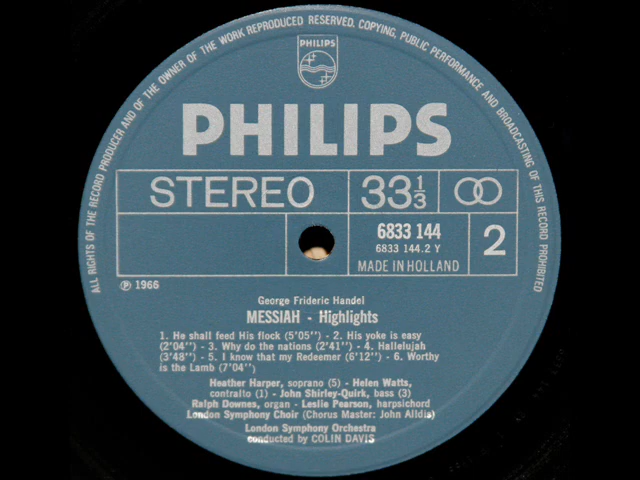 ALL RIGHTS OF THE RECORD PRODUCER AND OF THE OWNER OF THE WORK REPRODUCED RESERVED. COPYING, PUBLIC PERFORMANCE AND BROADCASTING OF THIS RECORD PROHIBITED
PHILIPS
PHILIPS
STEREO 33 1/3
6833 144
6833 144.2 Y
2
MADE IN HOLLAND
℗ 1966
George Frideric Handel
MESSIAH - Highlights
1. He shall feed His flock (5'05'') - 2. His yoke is easy
(2'04'') - 3. Why do the nations (2'41'') - 4. Hallelujah
(3'48'') - 5. I know that my Redeemer (6'12'') - 6. Worthy
is the Lamb (7'04'')
Heather Harper, soprano (5) - Helen Watts,
contralto (1) - John Shirley-Quirk, bass (3)
Ralph Downes, organ - Leslie Pearson, harpsichord
London Symphony Choir (Chorus Master: John Alldis)
London Symphony Orchestra
conducted by COLIN DAVIS